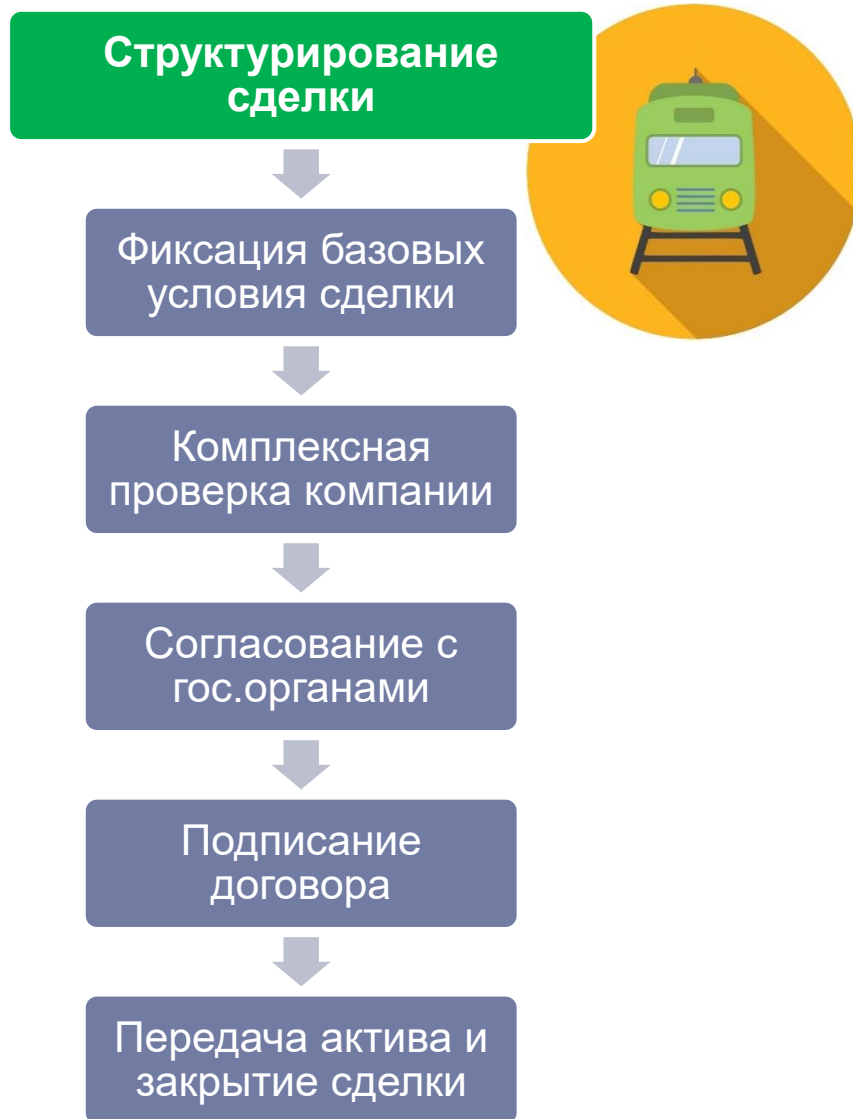 Структурирование
сделки
Фиксация базовых
условия сделки
Комплексная
проверка компании
Согласование с
гос.органами
Подписание
договора
Передача актива и
закрытие сделки